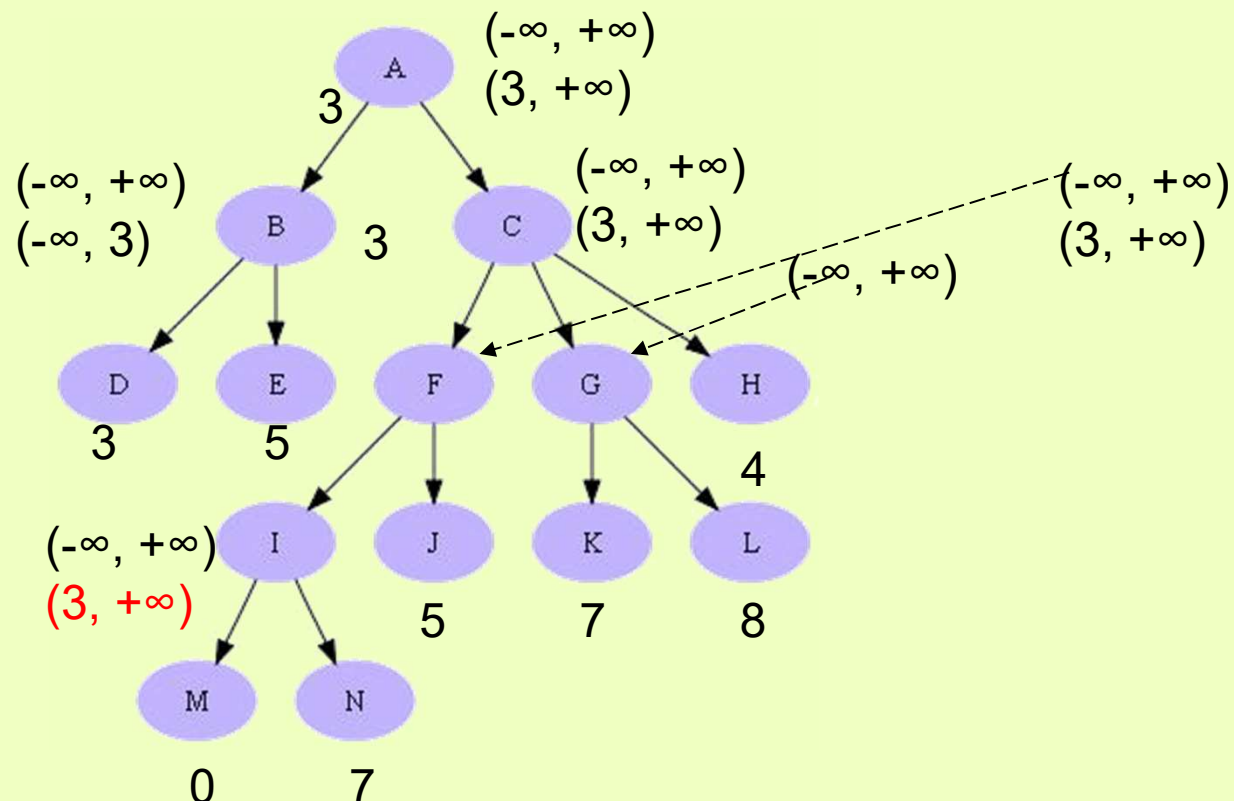 (-∞, +∞)
A
(3, +∞)
3
(-∞, +∞)
(-∞, +∞)
(-∞, +∞)
B
C
(-∞, 3)
3
(3, +∞)
(3, +∞)
(-∞, +∞)
D
E
F
G
H
3
5
4
(-∞, +∞)
I
J
K
L
(3, +∞)
5
7
8
M
N
0
7